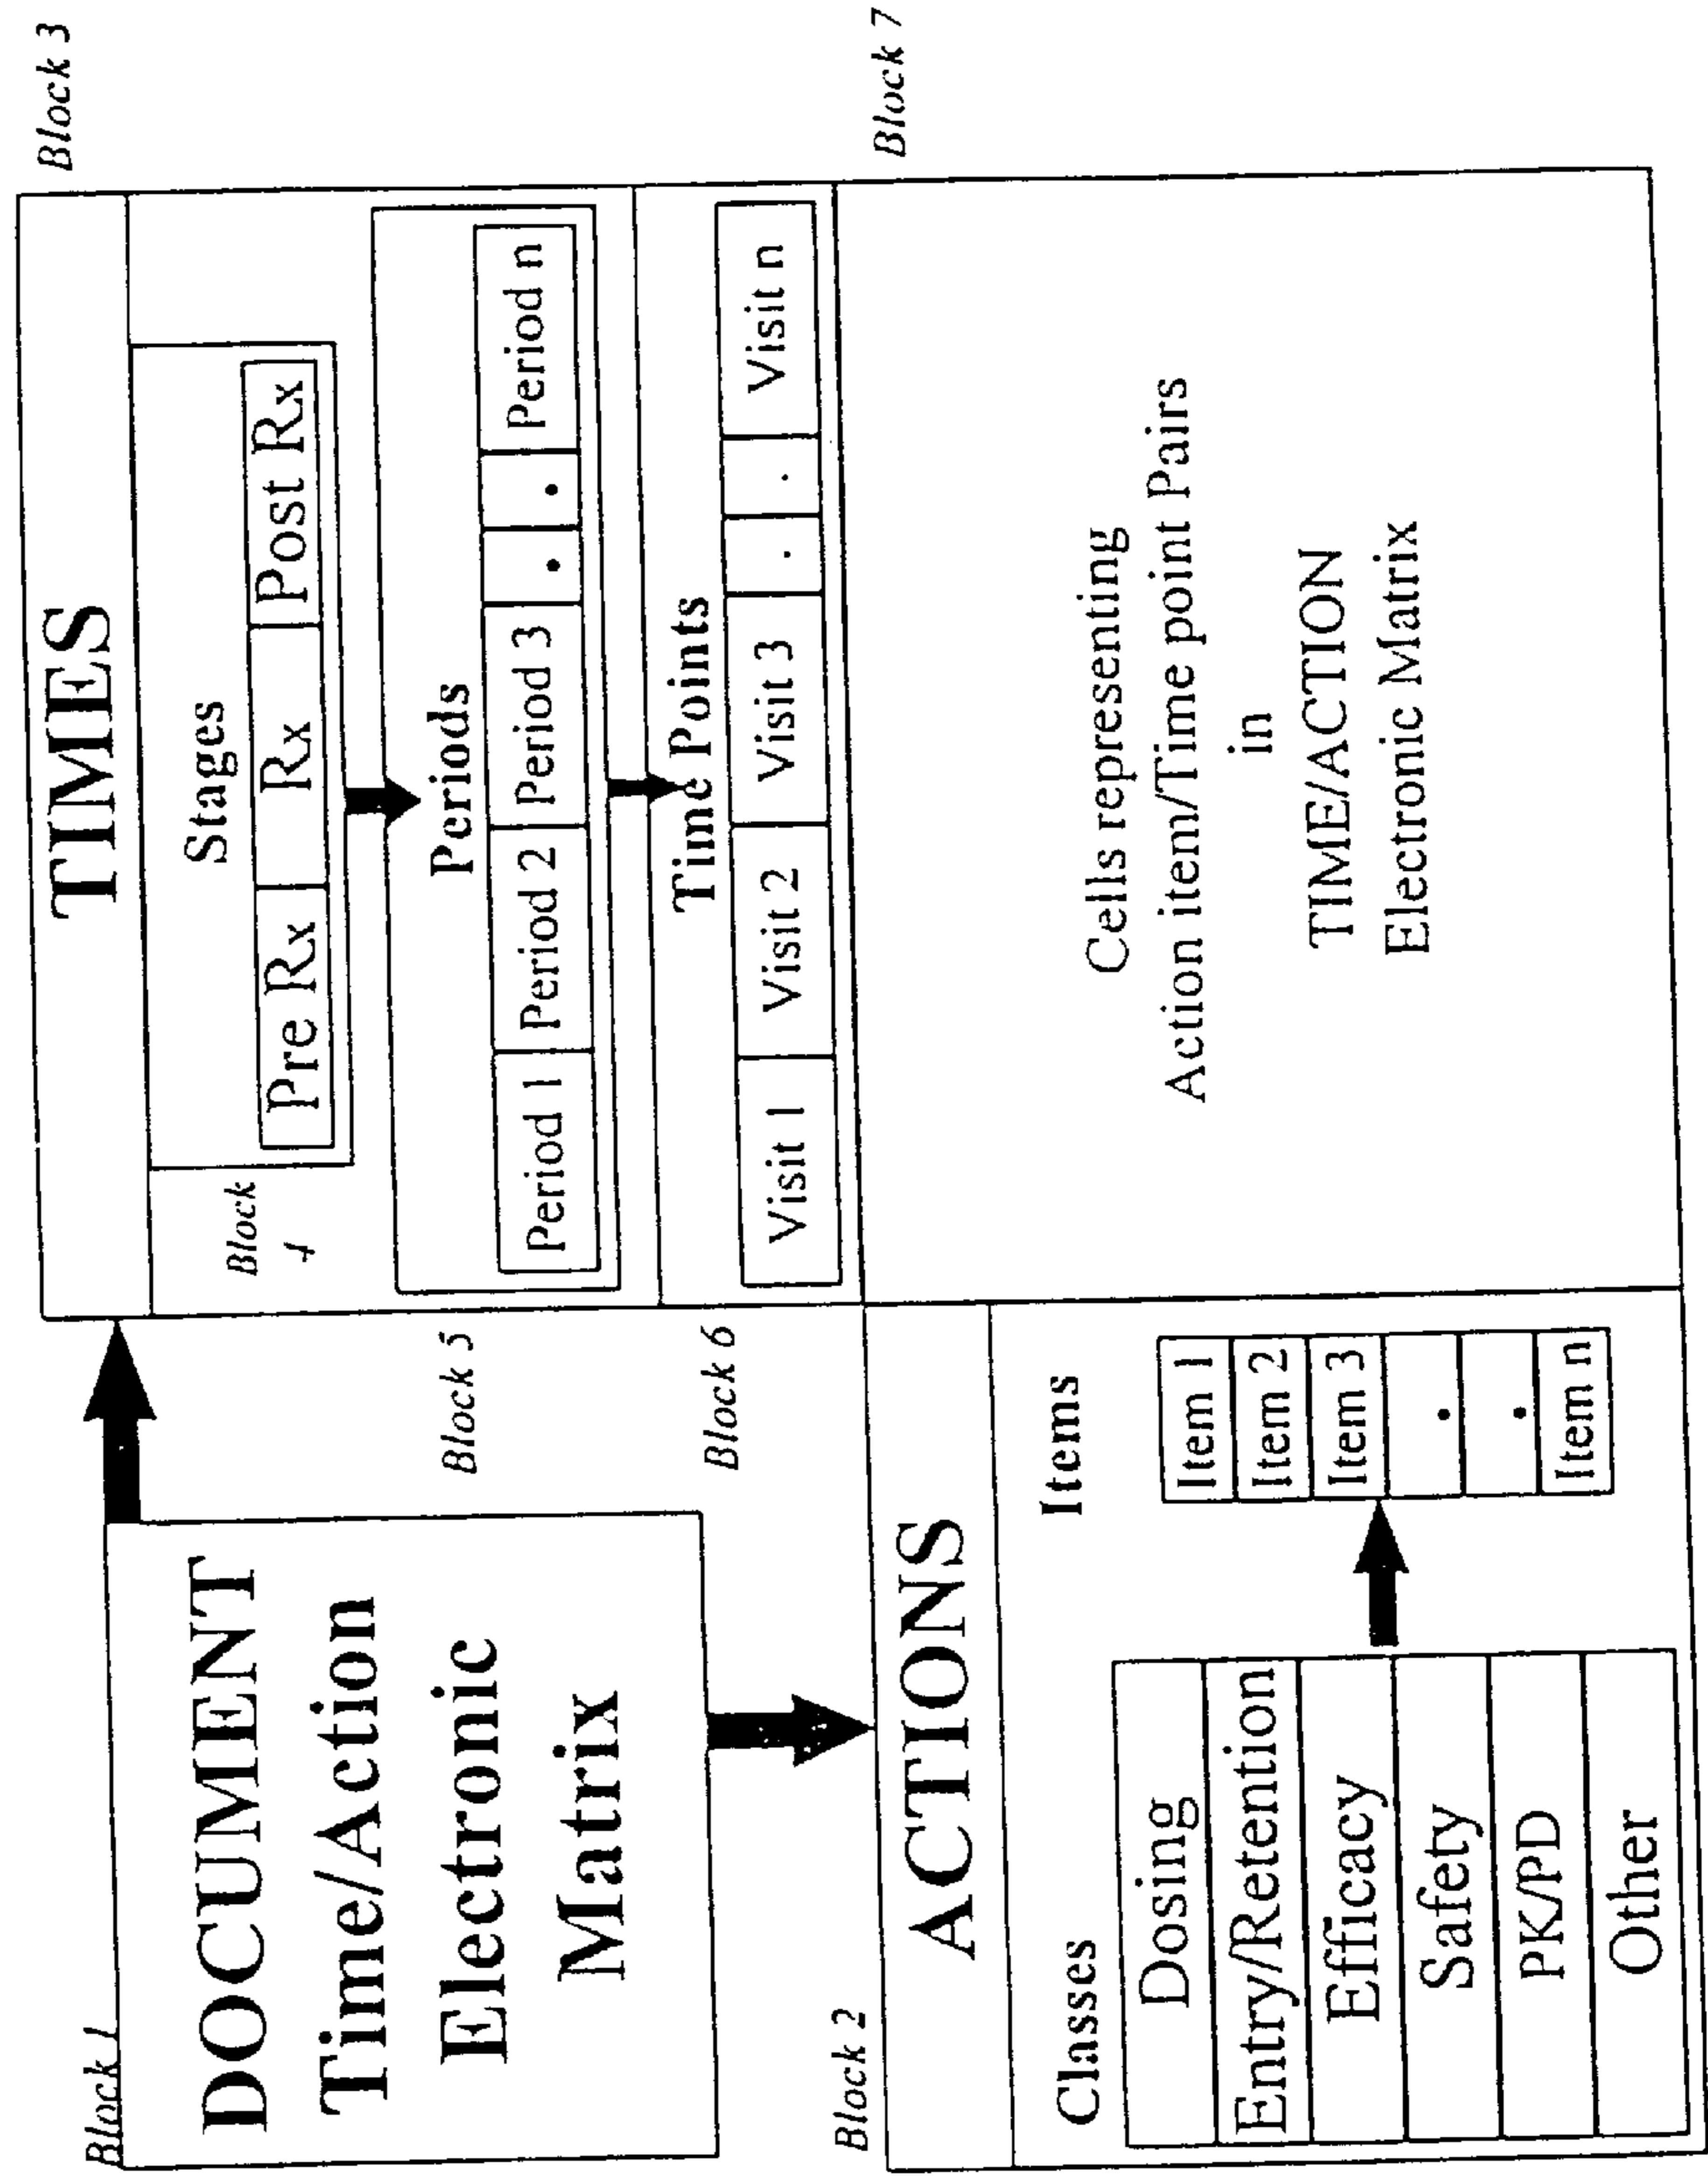 Block 1
DOCUMENT
Time/Action
Electronic
Matrix
Block 3
TIMES
Stages
Pre Rx Rx Post Rx
Block
4
Periods
Period 1 Period 2 Period 3 . . Period n
Block 5
Time Points
Visit 1 Visit 2 Visit 3 . . Visit n
Block 6
Block 2
ACTIONS
Classes
Dosing
Entry/Retention
Efficacy
Safety
PK/PD
Other
Items
Item 1
Item 2
Item 3
.
.
Item n
Block 7
Cells representing
Action item/Time point Pairs
in
TIME/ACTION
Electronic Matrix